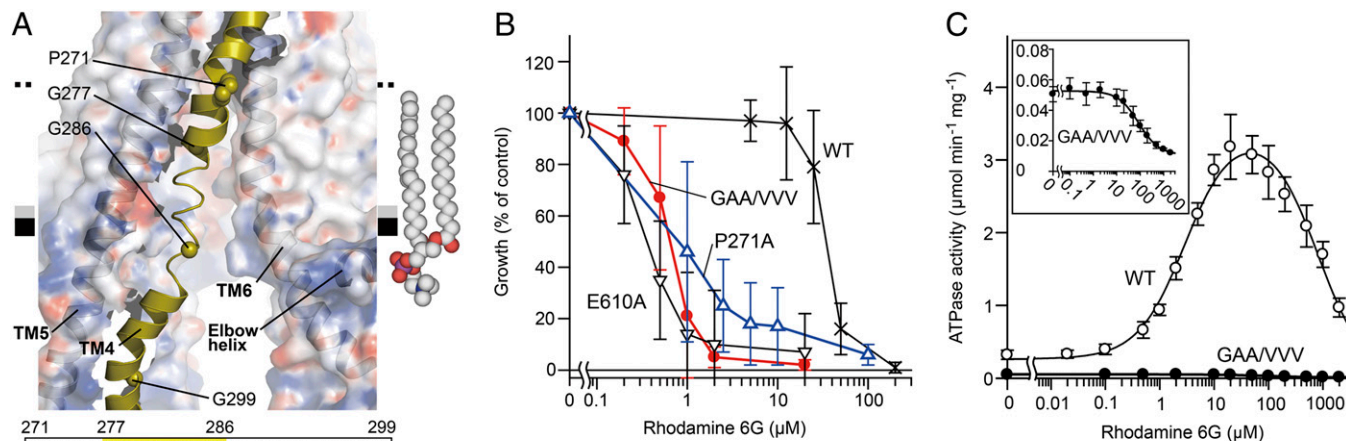 A
P271
G277
G286
TM6
TM5
TM4
Elbow
helix
G299
271 277 286 299
B
Growth (% of control)
120
100
80
60
40
20
0
WT
GAA/VVV
P271A
E610A
0 0.1 1 10 100
Rhodamine 6G (µM)
C
ATPase activity (µmol min⁻¹ mg⁻¹)
4
3
2
1
0
0.08
0.06
0.04
0.02
0
GAA/VVV
0 0.1 1 10 100 1000
WT
GAA/VVV
0 0.01 0.1 1 10 100 1000
Rhodamine 6G (µM)